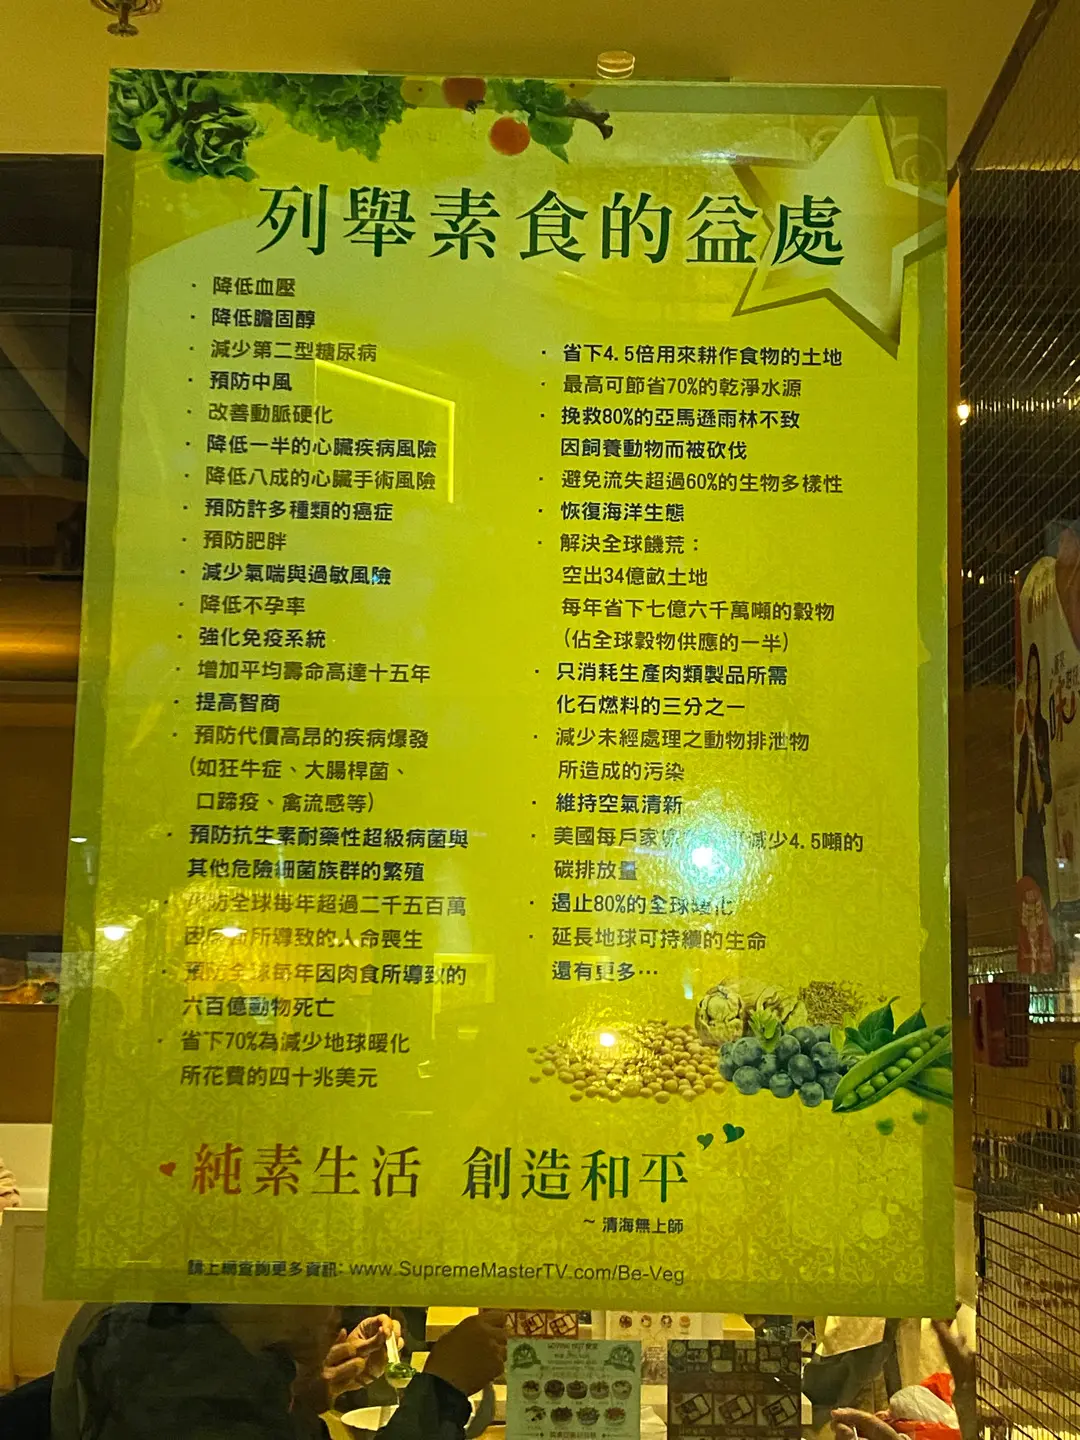 列舉素食的益處
· 降低血壓
· 降低膽固醇
· 減少第二型糖尿病
· 預防中風
· 改善動脈硬化
· 降低一半的心臟疾病風險
· 降低八成的心臟手術風險
· 預防許多種類的癌症
· 預防肥胖
· 減少氣喘與過敏風險
· 降低不孕率
· 強化免疫系統
· 增加平均壽命高達十五年
· 提高智商
· 預防代價高昂的疾病爆發
(如狂牛症、大腸桿菌、
口蹄疫、禽流感等)
· 預防抗生素耐藥性超級病菌與
其他危險細菌族群的繁殖
· 預防全球每年超過二千五百萬
因 所導致的人命喪生
· 預防全球每年因肉食所導致的
六百億動物死亡
· 省下70%為減少地球暖化
所花費的四十兆美元
· 省下4.5倍用來耕作食物的土地
· 最高可節省70%的乾淨水源
· 挽救80%的亞馬遜雨林不致
因飼養動物而被砍伐
· 避免流失超過60%的生物多樣性
· 恢復海洋生態
· 解決全球饑荒：
空出34億畝土地
每年省下七億六千萬噸的穀物
(佔全球穀物供應的一半)
· 只消耗生產肉類製品所需
化石燃料的三分之一
· 減少未經處理之動物排泄物
所造成的污染
· 維持空氣清新
· 美國每戶家 減少4.5噸的
碳排放量
· 遏止80%的全球暖化
· 延長地球可持續的生命
還有更多…
純素生活 創造和平
~ 清海無上師
請上網查詢更多資訊: www.SupremeMasterTV.com/Be-Veg